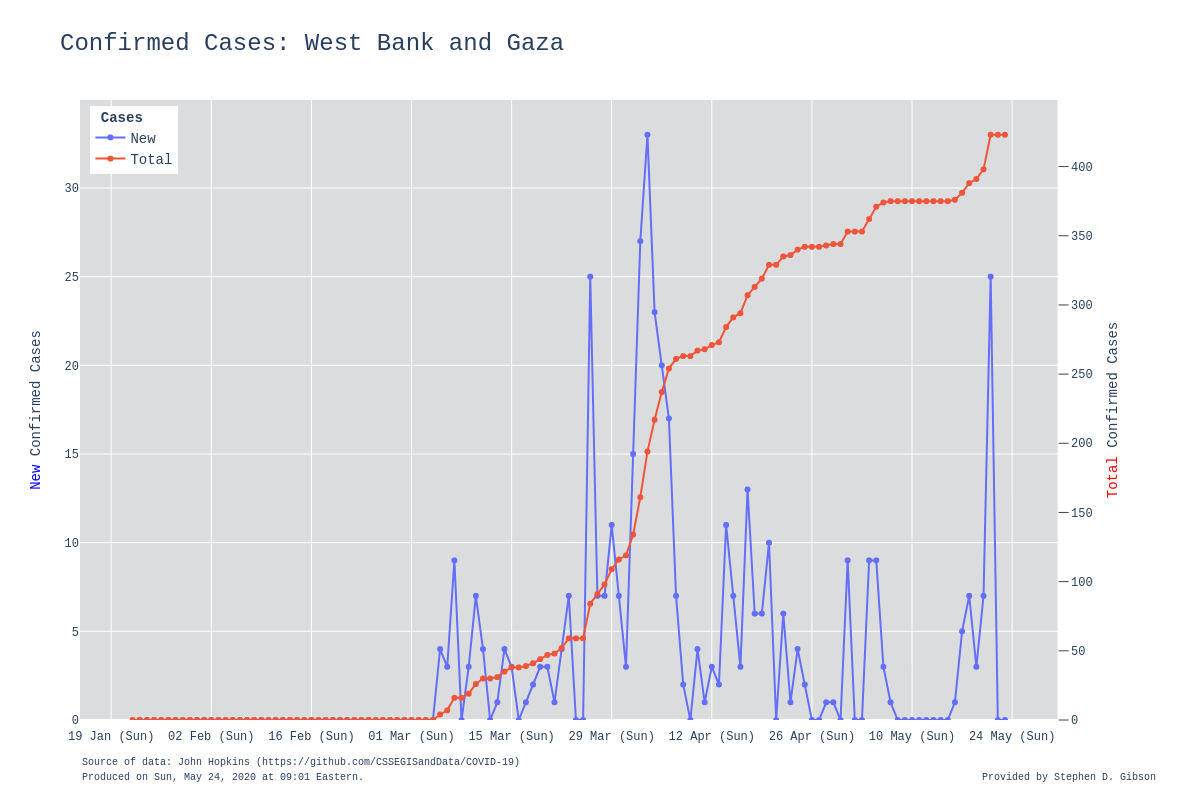 Confirmed Cases: West Bank and Gaza
Cases
New
Total
30
25
20
15
10
5
0
New Confirmed Cases
400
350
300
250
200
150
100
50
0
Total Confirmed Cases
19 Jan (Sun) 02 Feb (Sun) 16 Feb (Sun) 01 Mar (Sun) 15 Mar (Sun) 29 Mar (Sun) 12 Apr (Sun) 26 Apr (Sun) 10 May (Sun) 24 May (Sun)
Source of data: John Hopkins (https://github.com/CSSEGISandData/COVID-19)
Produced on Sun, May 24, 2020 at 09:01 Eastern.
Provided by Stephen D. Gibson